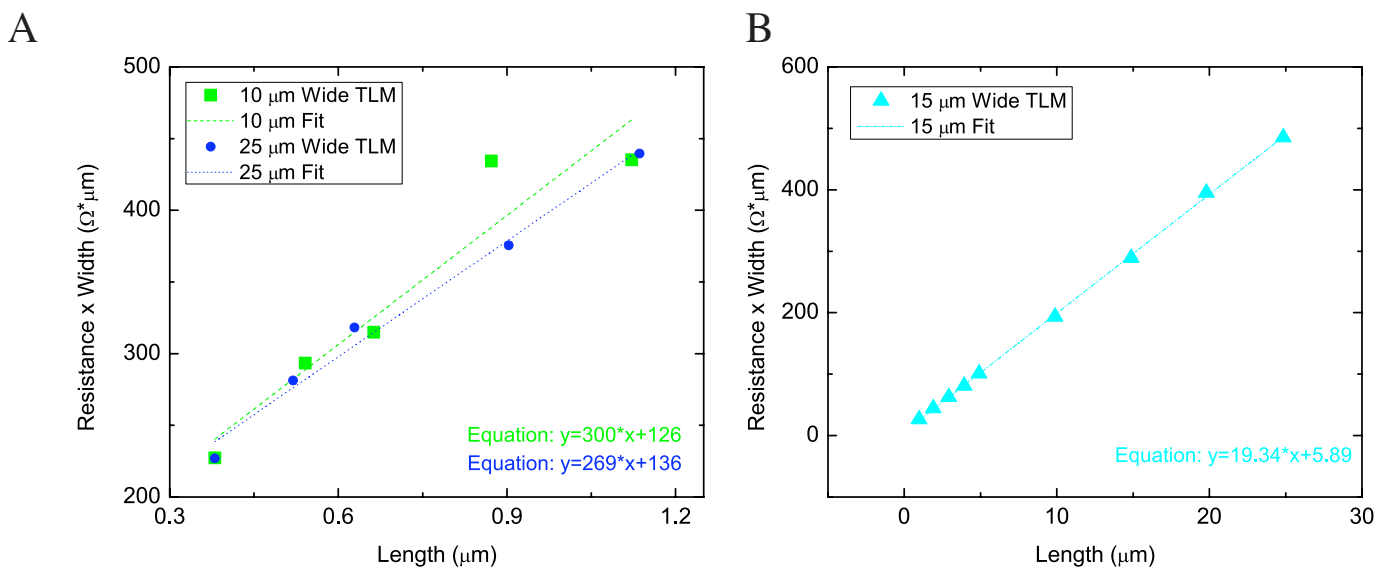 A
500
400
300
200
0.3
0.6
0.9
1.2
Resistance x Width (Ω*μm)
Length (μm)
10 μm Wide TLM
10 μm Fit
25 μm Wide TLM
25 μm Fit
Equation: y=300*x+126
Equation: y=269*x+136
B
600
400
200
0
0
10
20
30
Resistance x Width (Ω*μm)
Length (μm)
15 μm Wide TLM
15 μm Fit
Equation: y=19.34*x+5.89